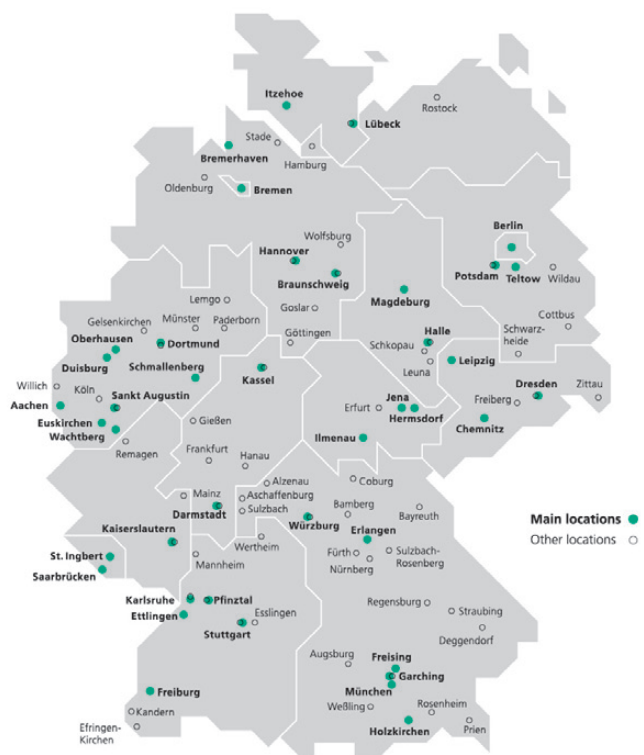 Itzehoe
Rostock
Lübeck
Stade
Bremerhaven
Hamburg
Oldenburg
Bremen
Berlin
Wolfsburg
Hannover
Potsdam
Teltow
Wildau
Braunschweig
Magdeburg
Lemgo
Goslar
Gelsenkirchen
Münster
Paderborn
Cottbus
Oberhausen
Dortmund
Göttingen
Halle
Schwarz-
heide
Schkopau
Duisburg
Leipzig
Schmallenberg
Kassel
Leuna
Willich
Köln
Sankt Augustin
Dresden
Zittau
Aachen
Jena
Erfurt
Hermsdorf
Freiberg
Euskirchen
Gießen
Chemnitz
Wachtberg
Ilmenau
Remagen
Frankfurt
Hanau
Alzenau
Coburg
Mainz
Aschaffenburg
Darmstadt
Sulzbach
Bamberg
Bayreuth
Würzburg
Main locations
Kaiserslautern
Erlangen
Other locations
Wertheim
St. Ingbert
Fürth
Sulzbach-
Rosenberg
Mannheim
Nürnberg
Saarbrücken
Karlsruhe
Pfinztal
Regensburg
Ettlingen
Esslingen
Straubing
Stuttgart
Deggendorf
Augsburg
Freising
Garching
Freiburg
München
Kandern
Weßling
Rosenheim
Efringen-
Kirchen
Holzkirchen
Prien